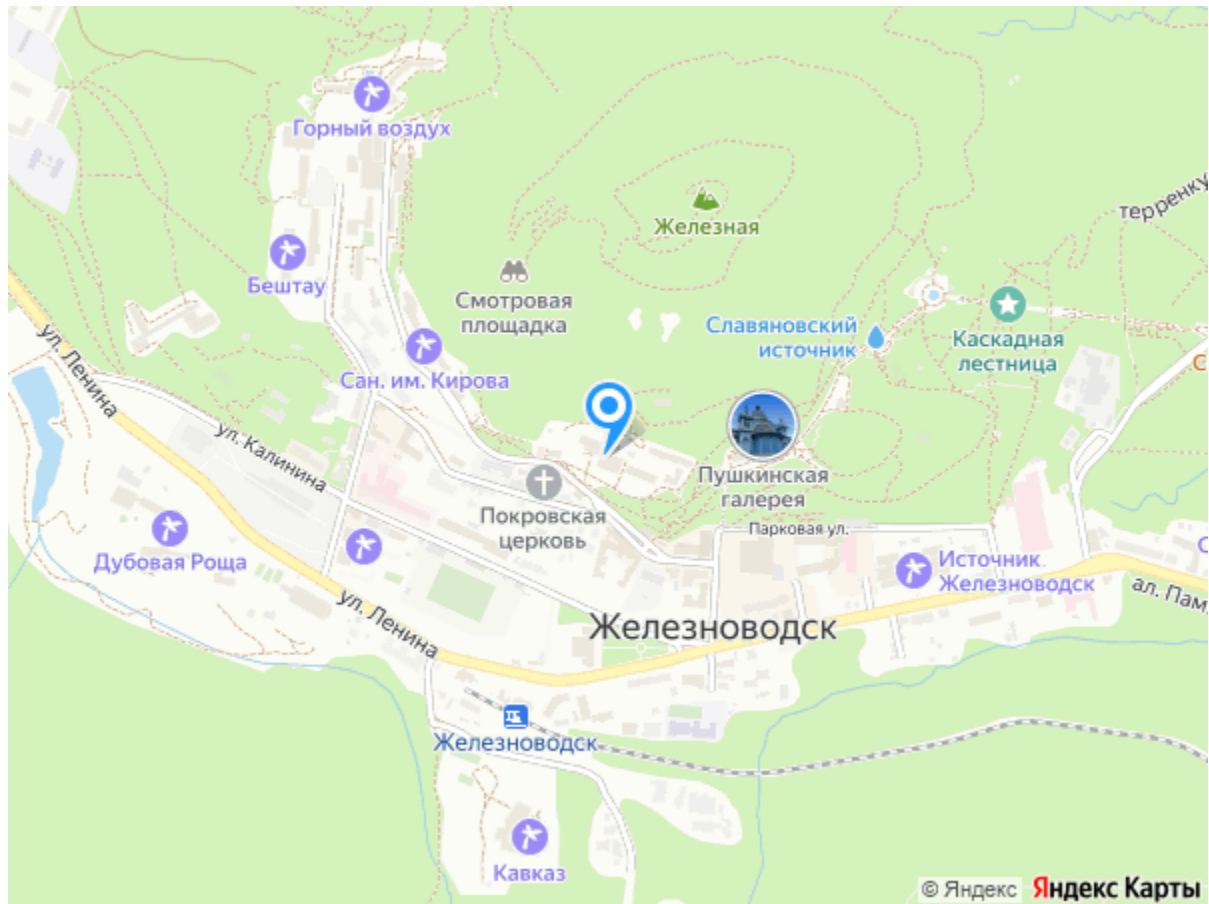 Горный воздух
терренку
Железная
Бештау
Смотровая
площадка
Славяновский
источник
Каскадная
лестница
С
ул. Ленина
Сан. им. Кирова
ул. Калинина
Пушкинская
галерея
Покровская
церковь
Парковая ул.
Дубовая Роща
Источник
Железноводск
С
ал. Пам
ул. Ленина
Железноводск
Железноводск
Кавказ
© Яндекс Яндекс Карты